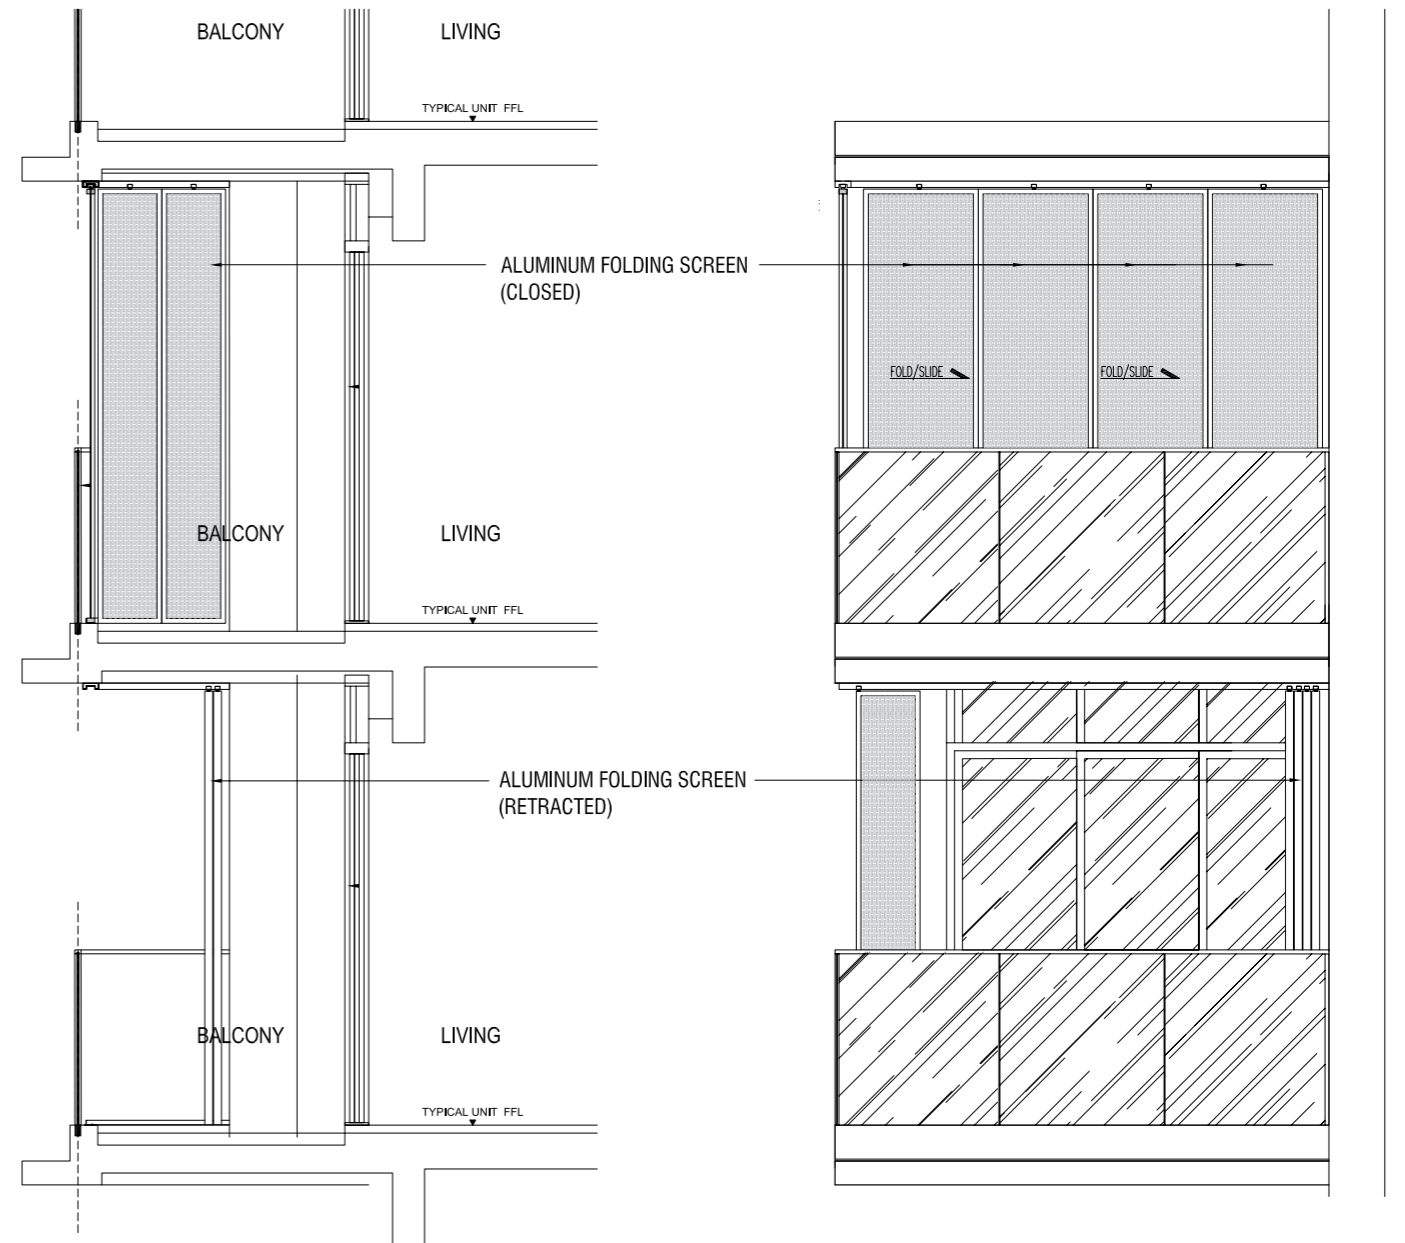 BALCONY LIVING
TYPICAL UNIT FFL
ALUMINUM FOLDING SCREEN
(CLOSED)
FOLD/SLIDE FOLD/SLIDE
BALCONY LIVING
TYPICAL UNIT FFL
ALUMINUM FOLDING SCREEN
(RETRACTED)
BALCONY LIVING
TYPICAL UNIT FFL